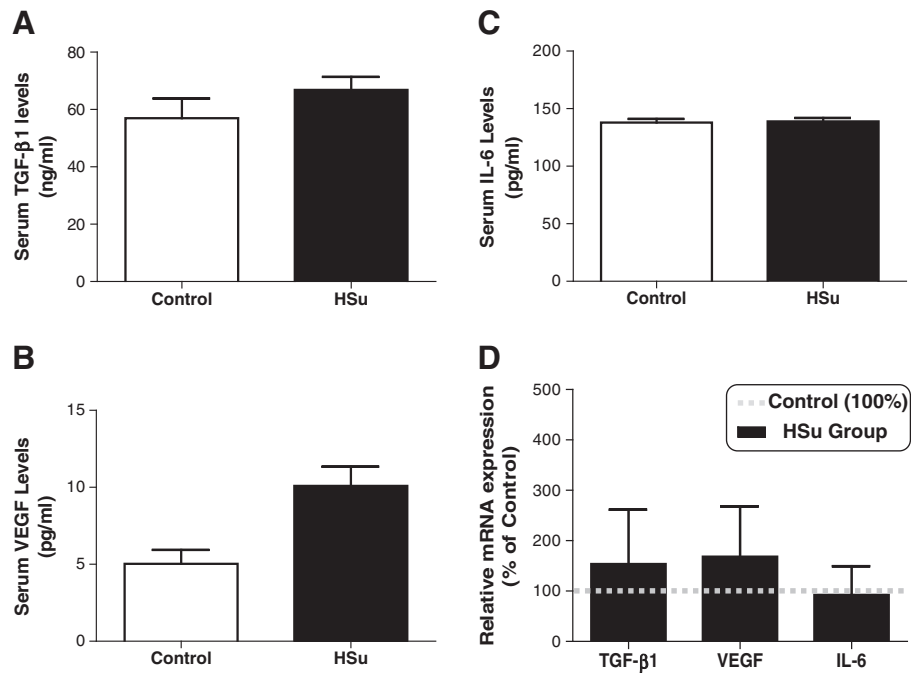 A
Serum TGF-β1 levels
(ng/ml)
80
60
40
20
0
Control HSu
C
Serum IL-6 Levels
(pg/ml)
200
150
100
50
0
Control HSu
B
Serum VEGF Levels
(pg/ml)
15
10
5
0
Control HSu
D
Relative mRNA expression
(% of Control)
500
400
300
200
100
0
Control (100%)
HSu Group
TGF-β1 VEGF IL-6